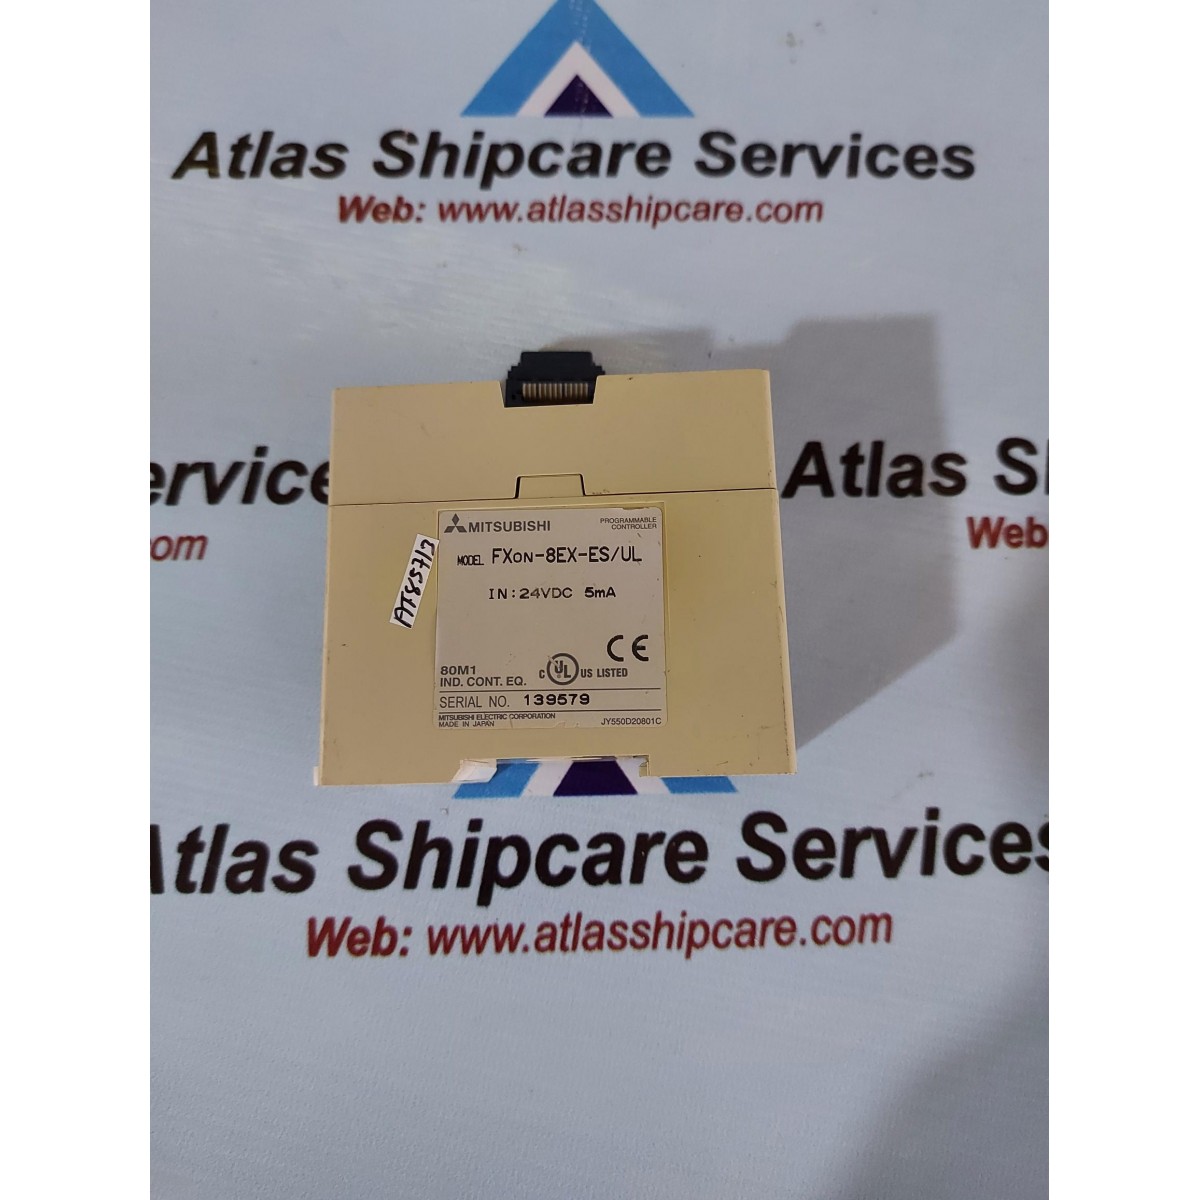 Atlas Shipcare Services
Web: www.atlasshipcare.com
ervice
om
Atlas S
Web
MITSUBISHI
PROGRAMMABLE
CONTROLLER
MODEL FX0N-8EX-ES/UL
IN: 24VDC 5mA
80M1
IND. CONT. EQ.
C UL US LISTED
CE
SERIAL NO. 139579
MITSUBISHI ELECTRIC CORPORATION
MADE IN JAPAN
JY550D20801C
Atlas Shipcare Services
Web: www.atlasshipcare.com